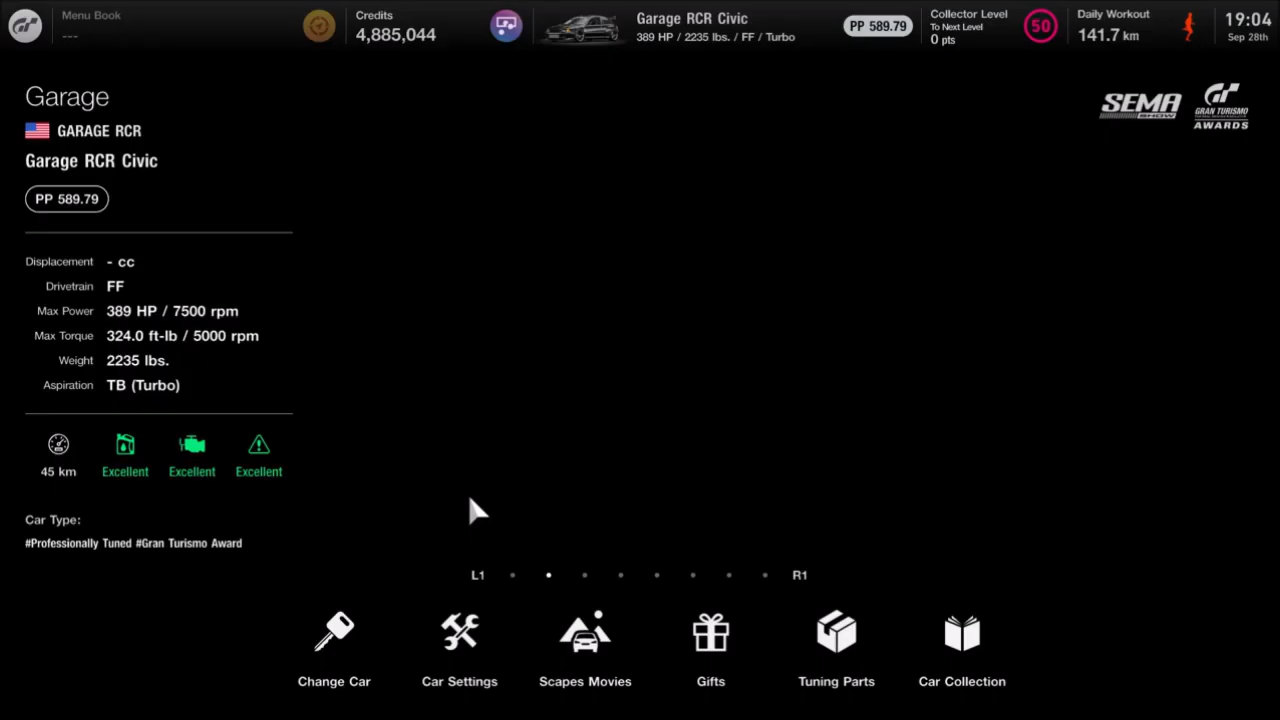 Menu Book
---
Credits
4,885,044
Garage RCR Civic
389 HP / 2235 lbs. / FF / Turbo
PP 589.79
Collector Level
To Next Level
0 pts
50
Daily Workout
141.7 km
19:04
Sep 28th
Garage
GARAGE RCR
Garage RCR Civic
PP 589.79
SEMA
SHOW
GT
GRAN TURISMO
AWARDS
Displacement - cc
Drivetrain FF
Max Power 389 HP / 7500 rpm
Max Torque 324.0 ft-lb / 5000 rpm
Weight 2235 lbs.
Aspiration TB (Turbo)
45 km Excellent Excellent Excellent
Car Type:
#Professionally Tuned #Gran Turismo Award
L1 R1
Change Car Car Settings Scapes Movies Gifts Tuning Parts Car Collection